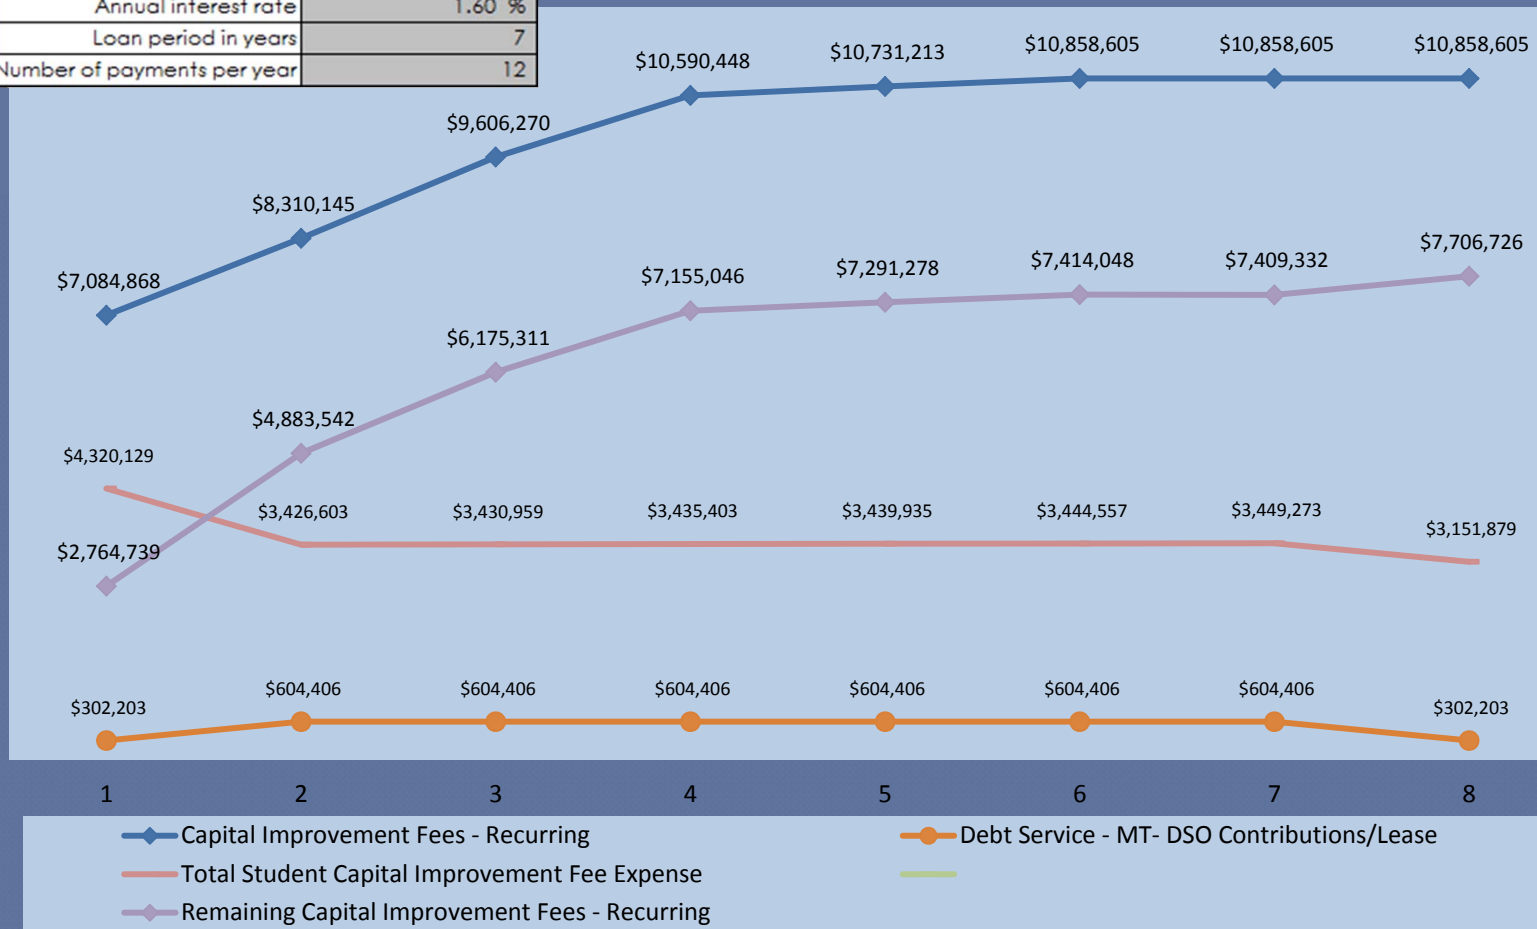 Annual interest rate 1.60 %
Loan period in years 7
Number of payments per year 12
$10,590,448 $10,731,213 $10,858,605 $10,858,605 $10,858,605
$9,606,270
$8,310,145
$7,084,868
$7,155,046 $7,291,278 $7,414,048 $7,409,332 $7,706,726
$6,175,311
$4,883,542
$4,320,129
$3,426,603 $3,430,959 $3,435,403 $3,439,935 $3,444,557 $3,449,273 $3,151,879
$2,764,739
$302,203 $604,406 $604,406 $604,406 $604,406 $604,406 $604,406 $302,203
1 2 3 4 5 6 7 8
Capital Improvement Fees - Recurring Debt Service - MT- DSO Contributions/Lease
Total Student Capital Improvement Fee Expense
Remaining Capital Improvement Fees - Recurring